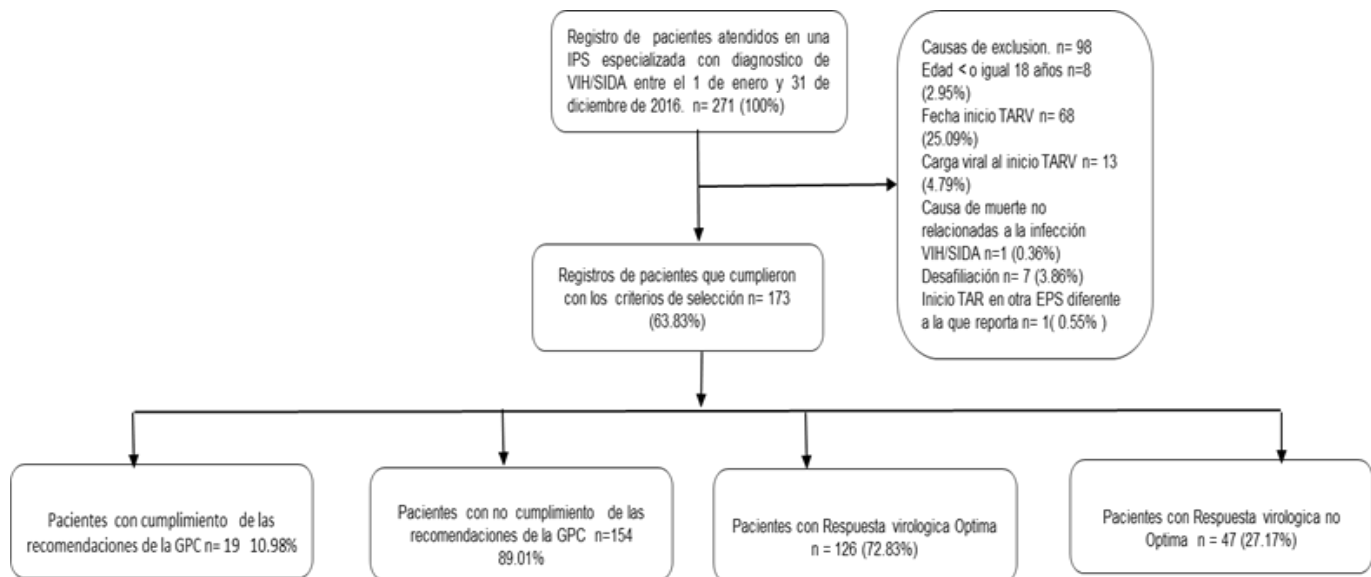 Registro de pacientes atendidos en una
IPS especializada con diagnostico de
VIH/SIDA entre el 1 de enero y 31 de
diciembre de 2016. n= 271 (100%)
Causas de exclusion. n= 98
Edad < o igual 18 años n=8
(2.95%)
Fecha inicio TARV n= 68
(25.09%)
Carga viral al inicio TARV n= 13
(4.79%)
Causa de muerte no
relacionadas a la infección
VIH/SIDA n=1 (0.36%)
Desafiliación n= 7 (3.86%)
Inicio TAR en otra EPS diferente
a la que reporta n= 1( 0.55% )
Registros de pacientes que cumplieron
con los criterios de selección n= 173
(63.83%)
Pacientes con cumplimiento de las
recomendaciones de la GPC n= 19 10.98%
Pacientes con no cumplimiento de las
recomendaciones de la GPC n=154
89.01%
Pacientes con Respuesta virologica Optima
n = 126 (72.83%)
Pacientes con Respuesta virologica no
Optima n = 47 (27.17%)